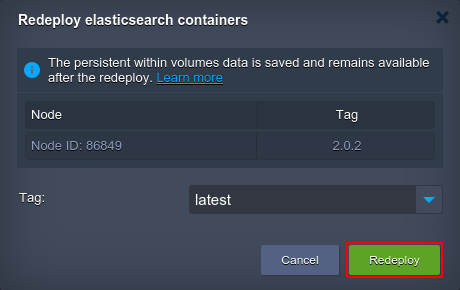 Redeploy elasticsearch containers
The persistent within volumes data is saved and remains available
after the redeploy. Learn more
Node Tag
Node ID: 86849 2.0.2
Tag: latest
Cancel Redeploy